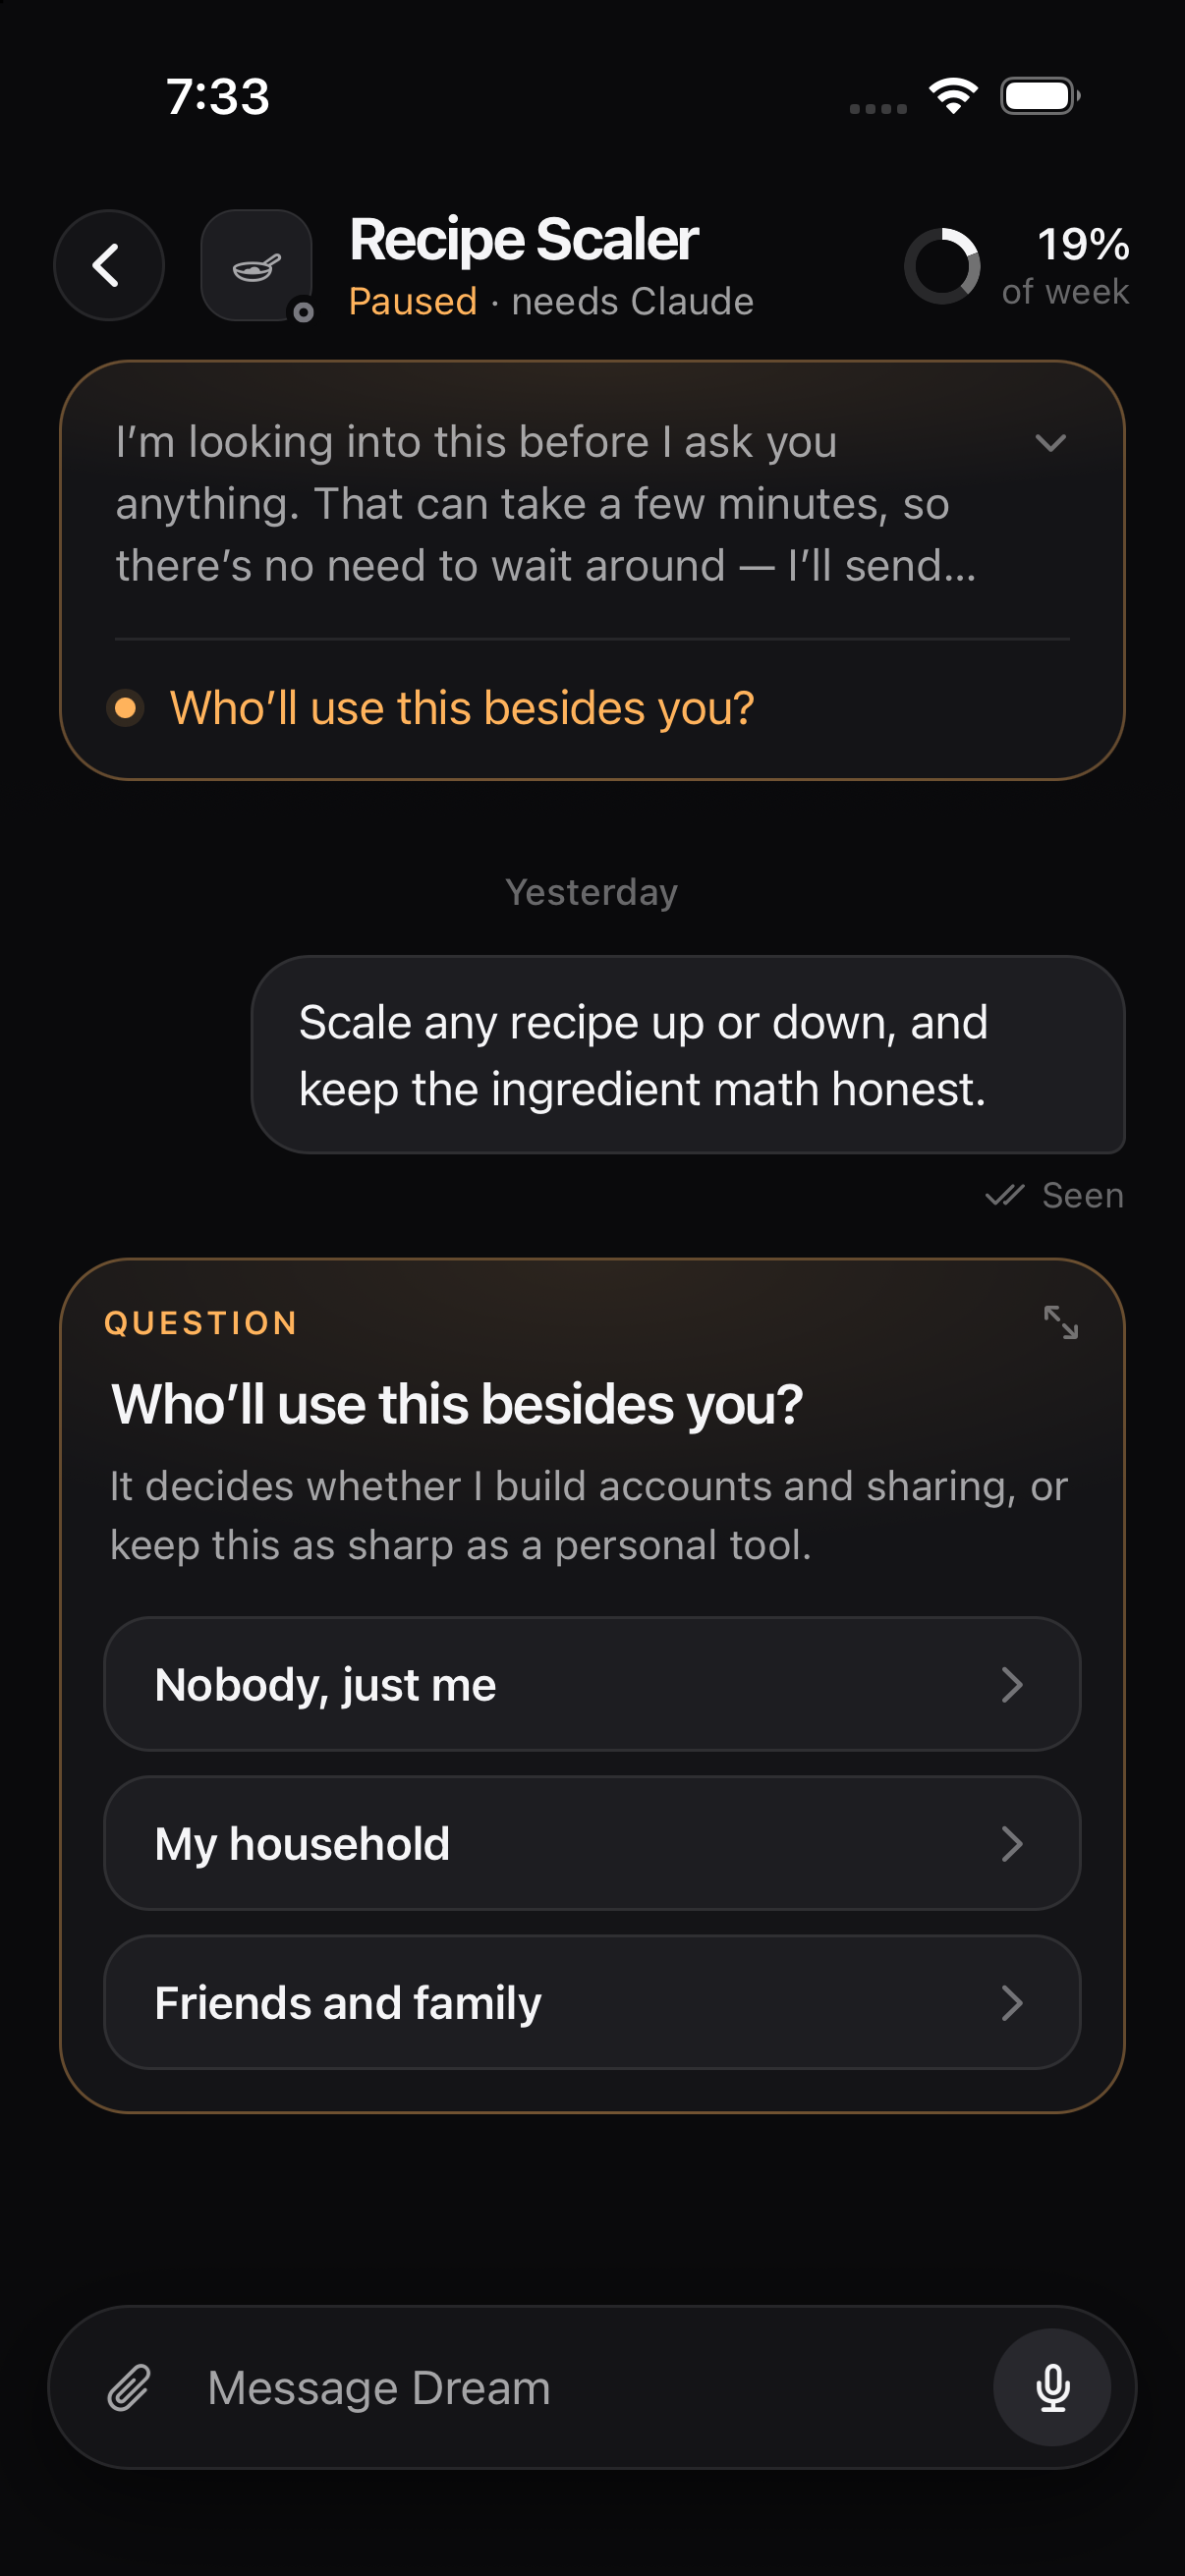 7:33
Recipe Scaler
Paused · needs Claude
19%
of week
I’m looking into this before I ask you
anything. That can take a few minutes, so
there’s no need to wait around — I’ll send...
Who’ll use this besides you?
Yesterday
Scale any recipe up or down, and
keep the ingredient math honest.
Seen
QUESTION
Who’ll use this besides you?
It decides whether I build accounts and sharing, or
keep this as sharp as a personal tool.
Nobody, just me
My household
Friends and family
Message Dream